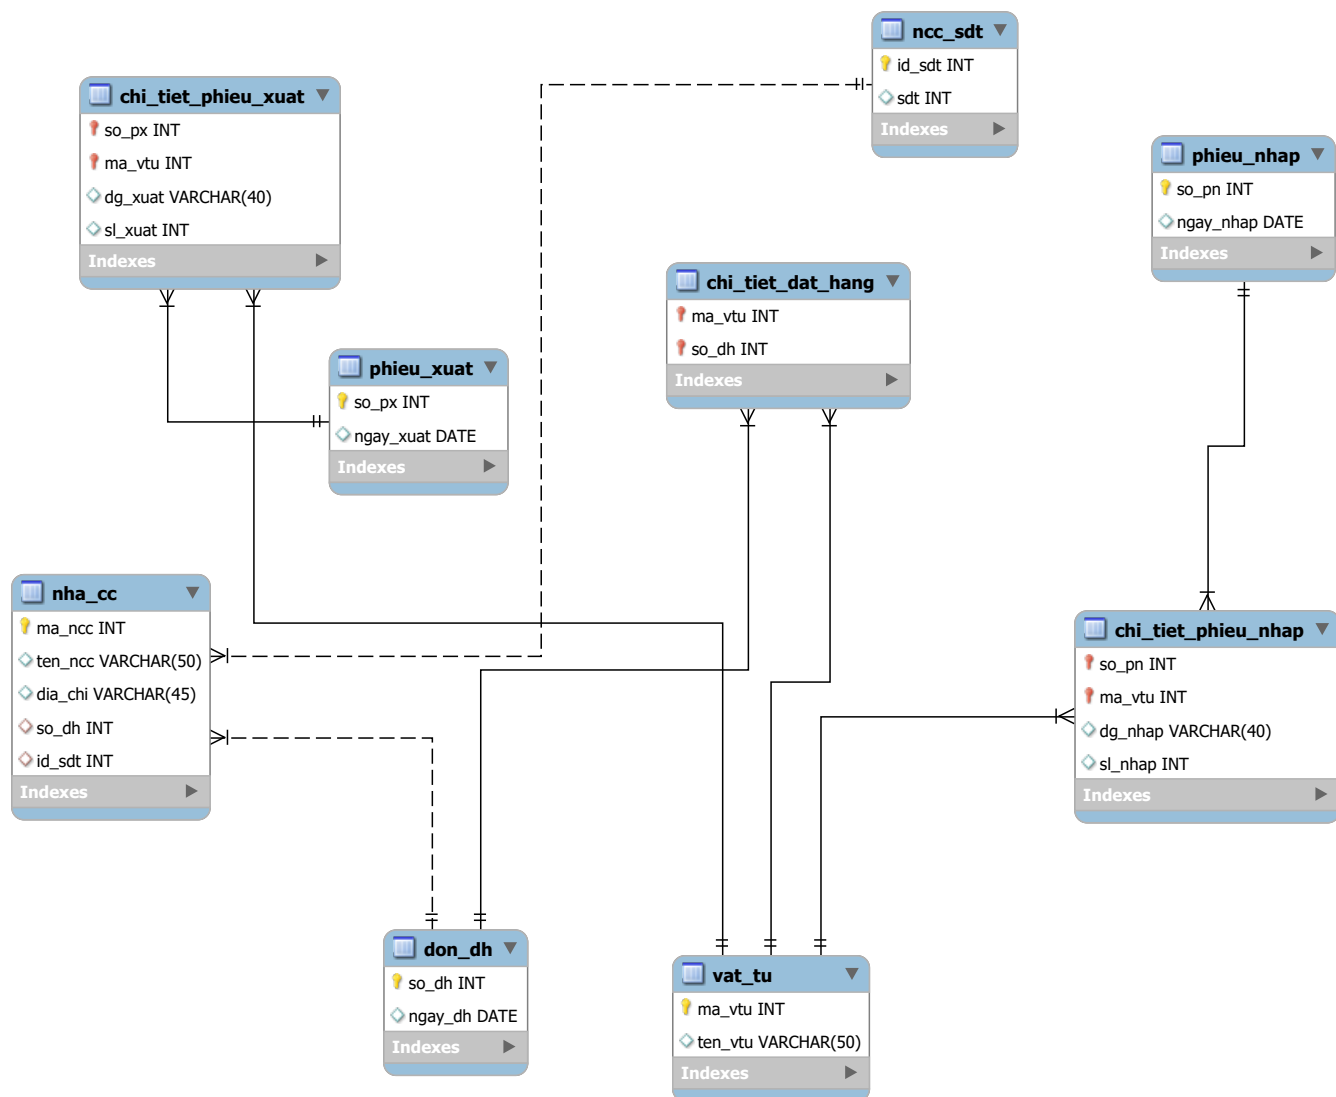 ncc_sdt
id_sdt INT
sdt INT
Indexes
chi_tiet_phieu_xuat
so_px INT
ma_vtu INT
dg_xuat VARCHAR(40)
sl_xuat INT
Indexes
phieu_nhap
so_pn INT
ngay_nhap DATE
Indexes
chi_tiet_dat_hang
ma_vtu INT
so_dh INT
Indexes
phieu_xuat
so_px INT
ngay_xuat DATE
Indexes
nha_cc
ma_ncc INT
ten_ncc VARCHAR(50)
dia_chi VARCHAR(45)
so_dh INT
id_sdt INT
Indexes
chi_tiet_phieu_nhap
so_pn INT
ma_vtu INT
dg_nhap VARCHAR(40)
sl_nhap INT
Indexes
don_dh
so_dh INT
ngay_dh DATE
Indexes
vat_tu
ma_vtu INT
ten_vtu VARCHAR(50)
Indexes